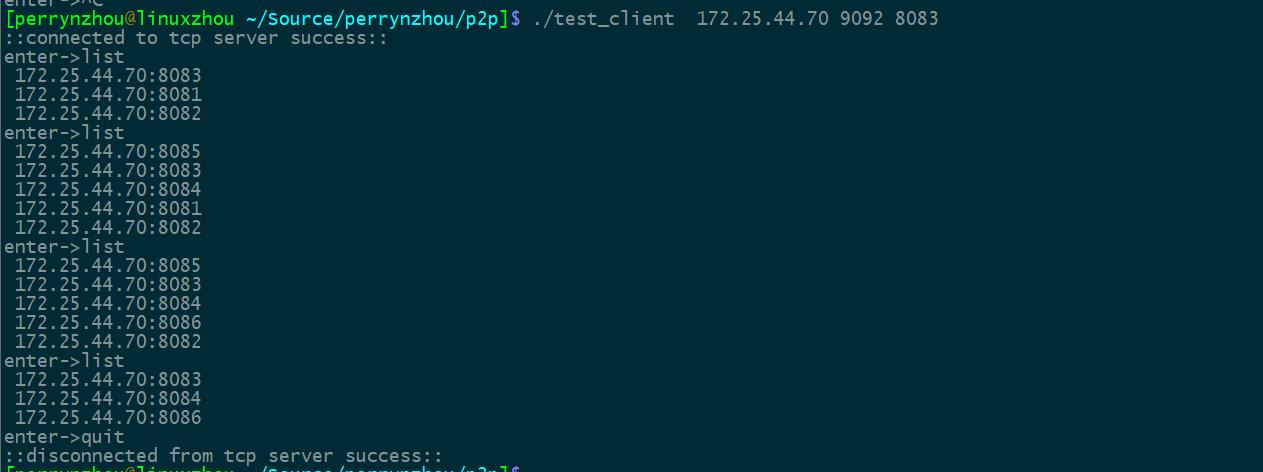 enter->^C
[perrynzhou@linuxzhou ~/Source/perrynzhou/p2p]$ ./test_client  172.25.44.70 9092 8083
::connected to tcp server success::
enter->list
 172.25.44.70:8083
 172.25.44.70:8081
 172.25.44.70:8082
enter->list
 172.25.44.70:8085
 172.25.44.70:8083
 172.25.44.70:8084
 172.25.44.70:8081
 172.25.44.70:8082
enter->list
 172.25.44.70:8085
 172.25.44.70:8083
 172.25.44.70:8084
 172.25.44.70:8086
 172.25.44.70:8082
enter->list
 172.25.44.70:8083
 172.25.44.70:8084
 172.25.44.70:8086
enter->quit
::disconnected from tcp server success::
[perrynzhou@linuxzhou ~/Source/perrynzhou/p2p]$